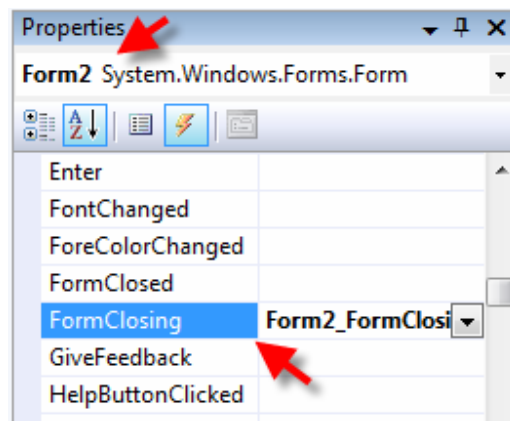 Properties
Form2 System.Windows.Forms.Form
A
Z
Enter
FontChanged
ForeColorChanged
FormClosed
FormClosing Form2_FormClosi
GiveFeedback
HelpButtonClicked